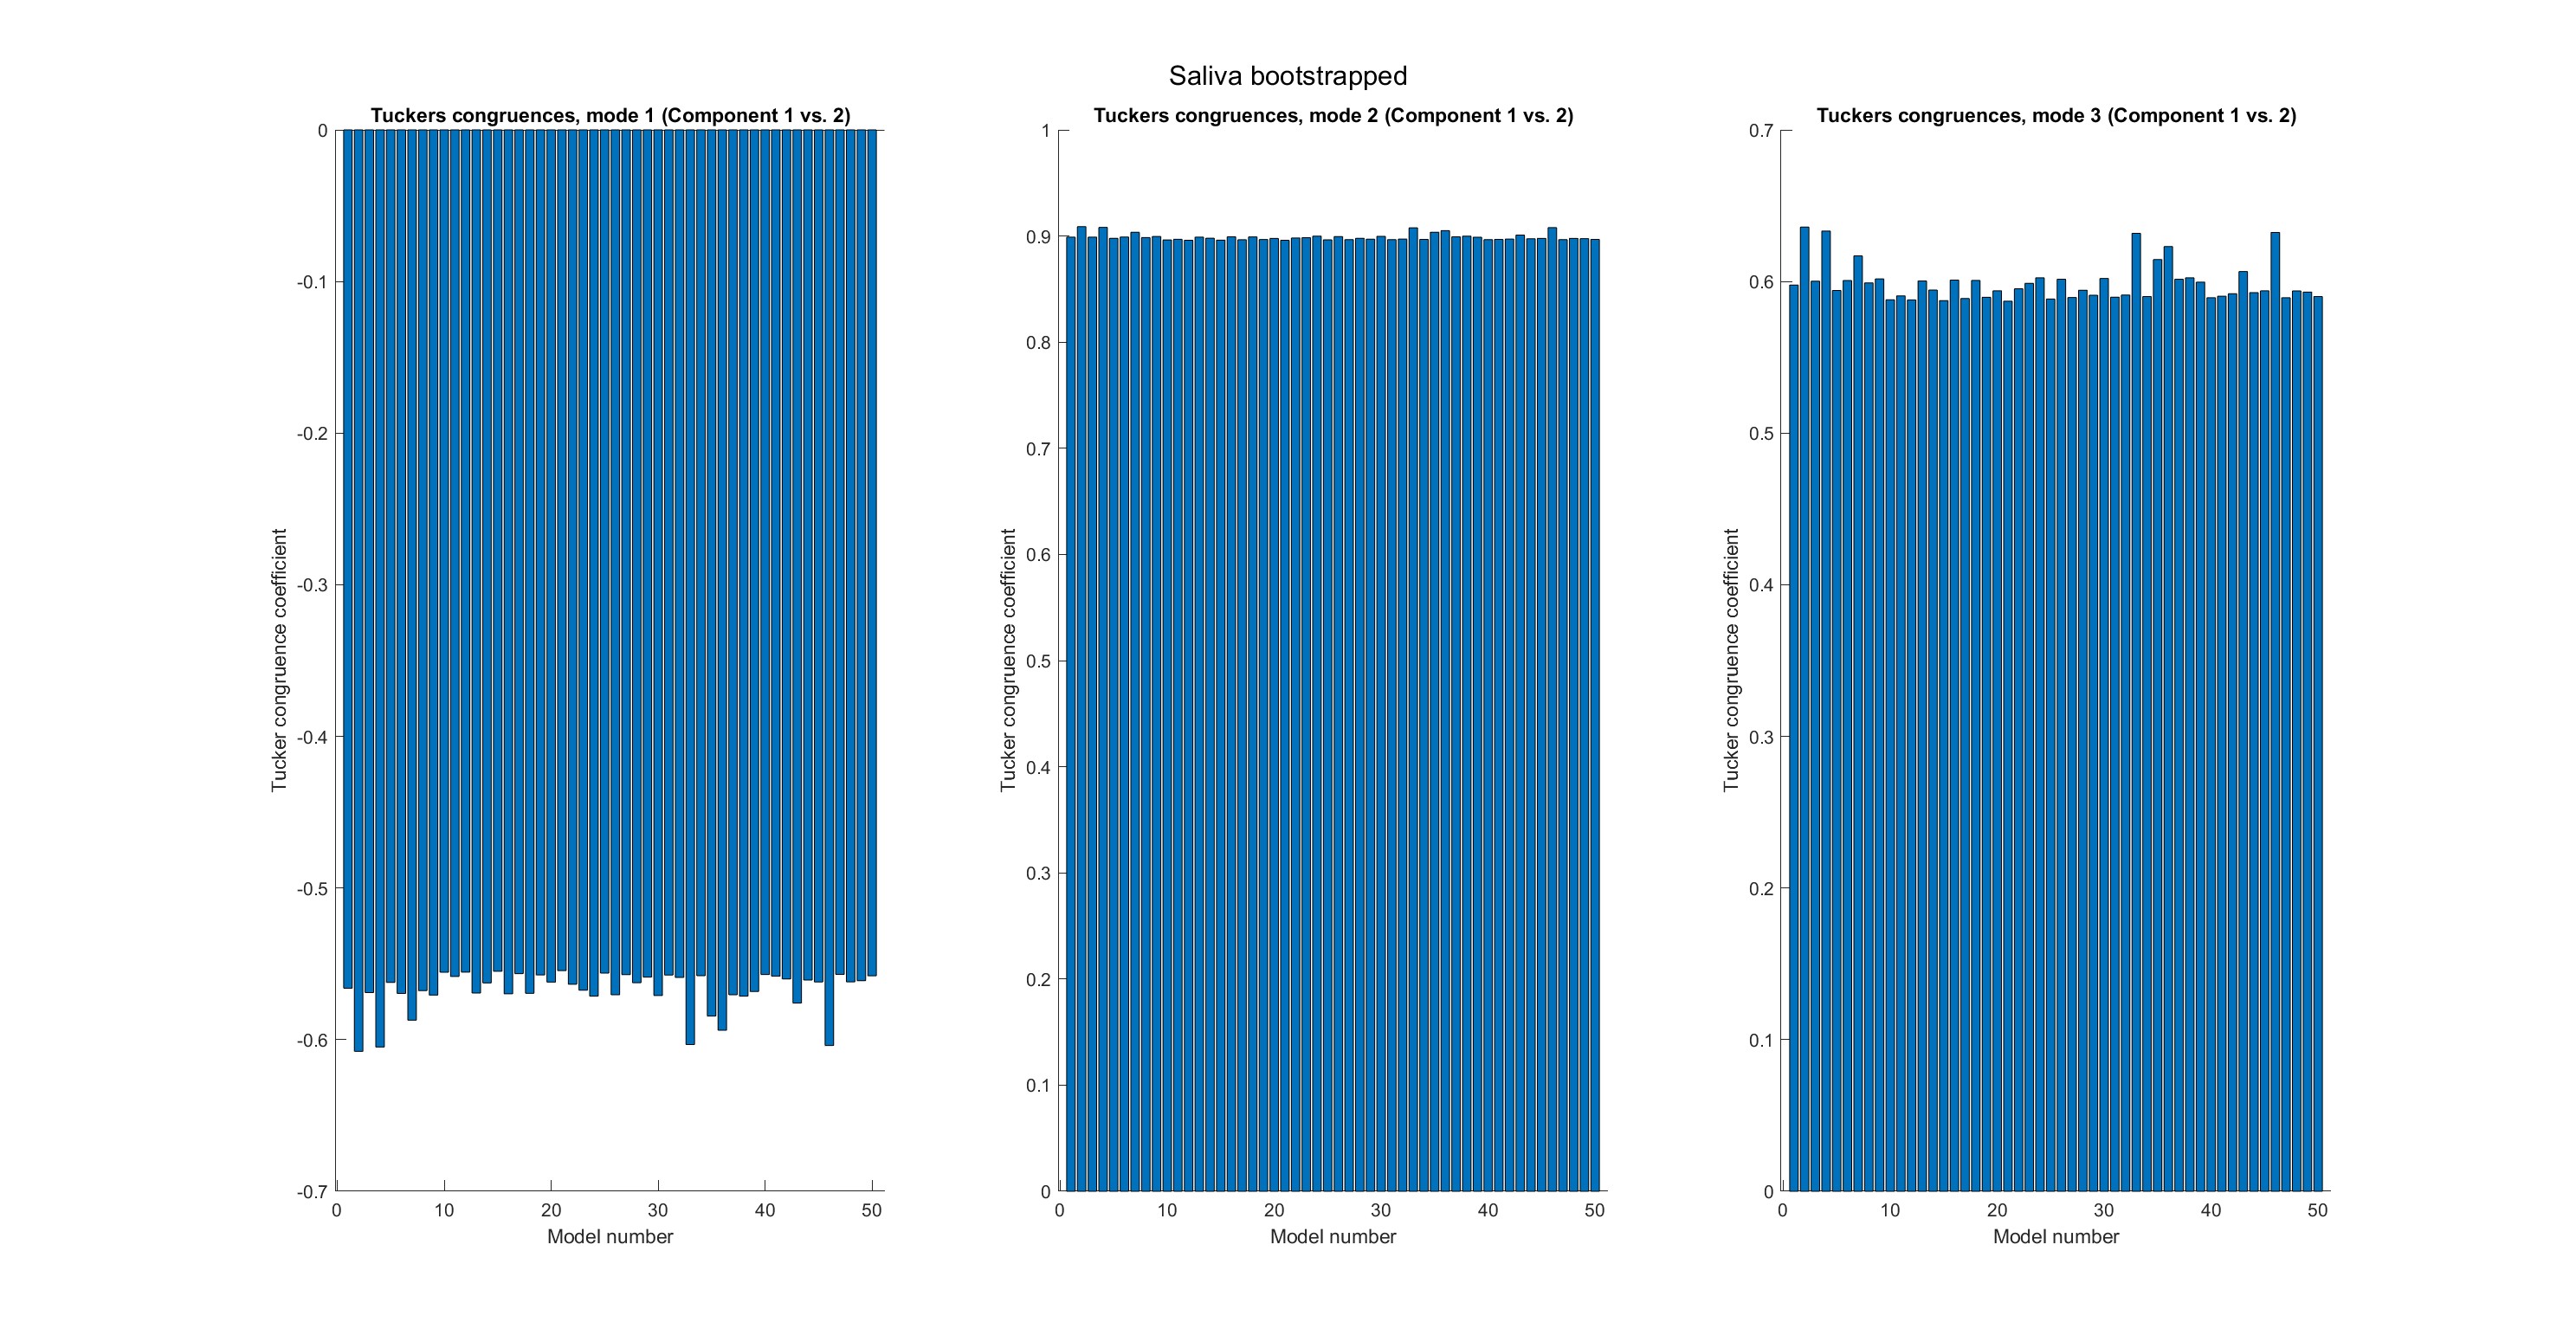 Saliva bootstrapped
Tuckers congruences, mode 1 (Component 1 vs. 2)
0
-0.1
-0.2
-0.3
-0.4
-0.5
-0.6
-0.7
Tucker congruence coefficient
0 10 20 30 40 50
Model number
Tuckers congruences, mode 2 (Component 1 vs. 2)
1
0.9
0.8
0.7
0.6
0.5
0.4
0.3
0.2
0.1
0
Tucker congruence coefficient
0 10 20 30 40 50
Model number
Tuckers congruences, mode 3 (Component 1 vs. 2)
0.7
0.6
0.5
0.4
0.3
0.2
0.1
0
Tucker congruence coefficient
0 10 20 30 40 50
Model number